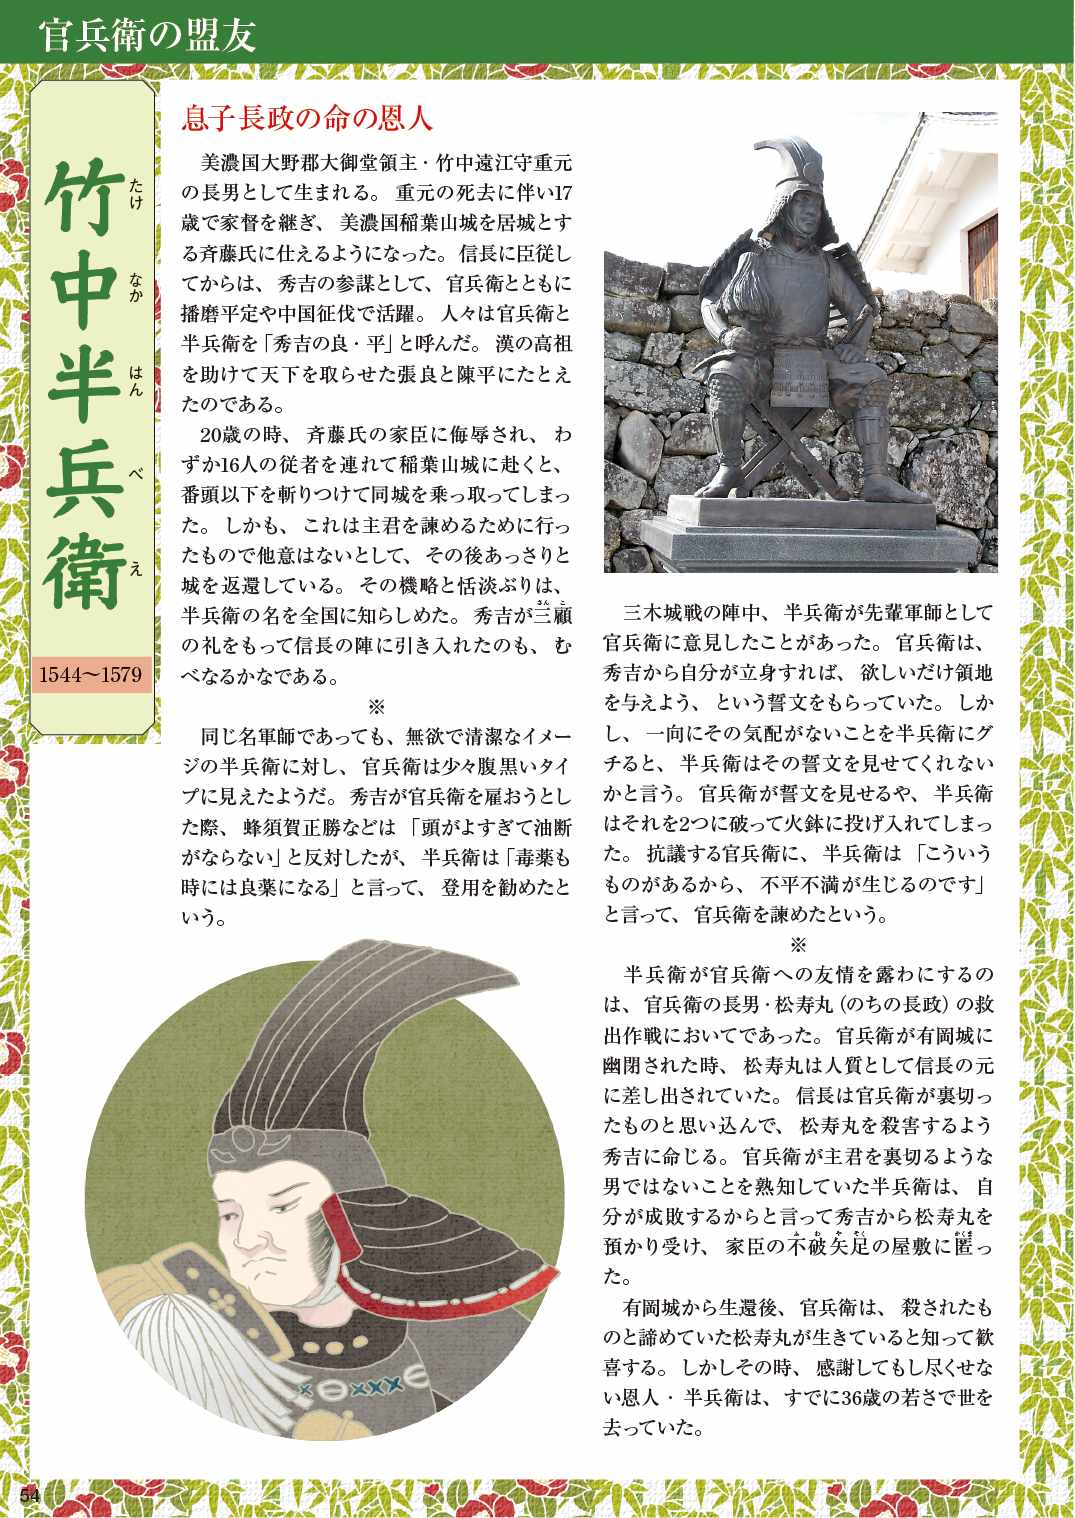 官兵衛の盟友
竹中半兵衛
たけ なか はん べ え
1544〜1579
息子長政の命の恩人
美濃国大野郡大御堂領主・竹中遠江守重元
の長男として生まれる。重元の死去に伴い17
歳で家督を継ぎ、美濃国稲葉山城を居城とす
る斉藤氏に仕えるようになった。信長に臣従し
てからは、秀吉の参謀として、官兵衛とともに
播磨平定や中国征伐で活躍。人々は官兵衛と
半兵衛を「秀吉の良・平」と呼んだ。漢の高祖
を助けて天下を取らせた張良と陳平にたとえ
たのである。
20歳の時、斉藤氏の家臣に侮辱され、わ
ずか16人の従者を連れて稲葉山城に赴くと、
番頭以下を斬りつけて同城を乗っ取ってしまっ
た。しかも、これは主君を諫めるために行っ
たもので他意はないとして、その後あっさりと
城を返還している。その機略と恬淡ぶりは、
半兵衛の名を全国に知らしめた。秀吉が三顧
さん こ
の礼をもって信長の陣に引き入れたのも、む
べなるかなである。
※
同じ名軍師であっても、無欲で清潔なイメー
ジの半兵衛に対し、官兵衛は少々腹黒いタイ
プに見えたようだ。秀吉が官兵衛を雇おうとし
た際、蜂須賀正勝などは「頭がよすぎて油断
がならない」と反対したが、半兵衛は「毒薬も
時には良薬になる」と言って、登用を勧めたと
いう。
三木城戦の陣中、半兵衛が先輩軍師として
官兵衛に意見したことがあった。官兵衛は、
秀吉から自分が立身すれば、欲しいだけ領地
を与えよう、という誓文をもらっていた。しか
し、一向にその気配がないことを半兵衛にグ
チると、半兵衛はその誓文を見せてくれない
かと言う。官兵衛が誓文を見せるや、半兵衛
はそれを2つに破って火鉢に投げ入れてしまっ
た。抗議する官兵衛に、半兵衛は「こういう
ものがあるから、不平不満が生じるのです」
と言って、官兵衛を諫めたという。
※
半兵衛が官兵衛への友情を露わにするの
は、官兵衛の長男・松寿丸（のちの長政）の救
出作戦においてであった。官兵衛が有岡城に
幽閉された時、松寿丸は人質として信長の元
に差し出されていた。信長は官兵衛が裏切っ
たものと思い込んで、松寿丸を殺害するよう
秀吉に命じる。官兵衛が主君を裏切るような
男ではないことを熟知していた半兵衛は、自
分が成敗するからと言って秀吉から松寿丸を
預かり受け、家臣の不破矢足の屋敷に匿っ
ふ わ や そく かくま
た。
有岡城から生還後、官兵衛は、殺されたも
のと諦めていた松寿丸が生きていると知って歓
喜する。しかしその時、感謝してもし尽くせな
い恩人・半兵衛は、すでに36歳の若さで世を
去っていた。
54